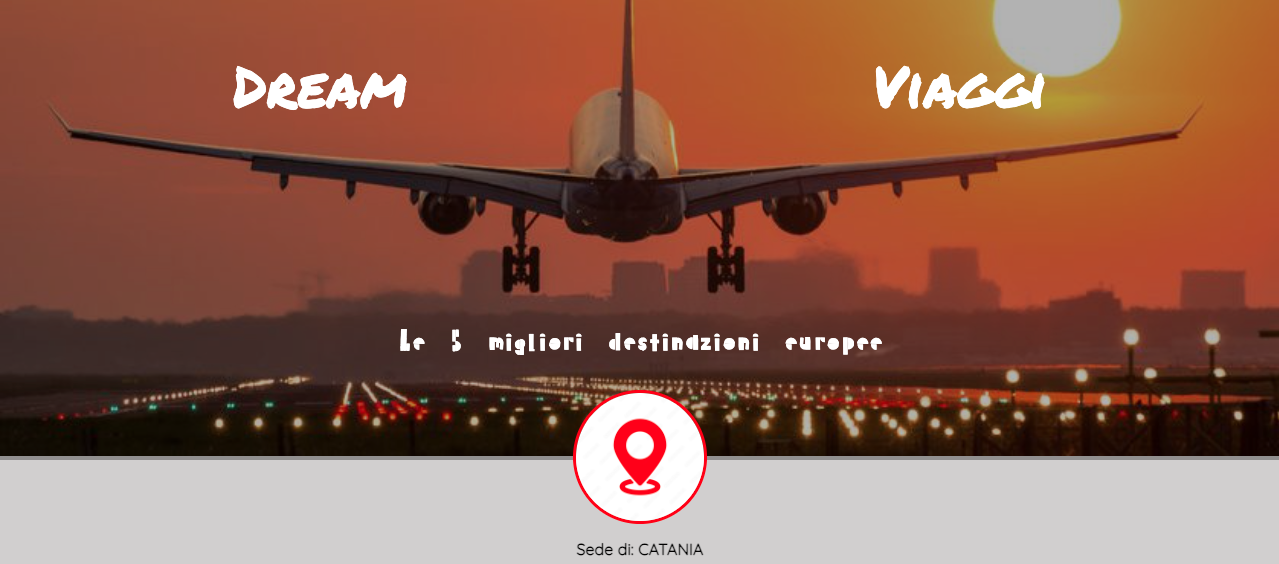 Dream Viaggi
Le 5 migliori destinazioni europee
Sede di: CATANIA